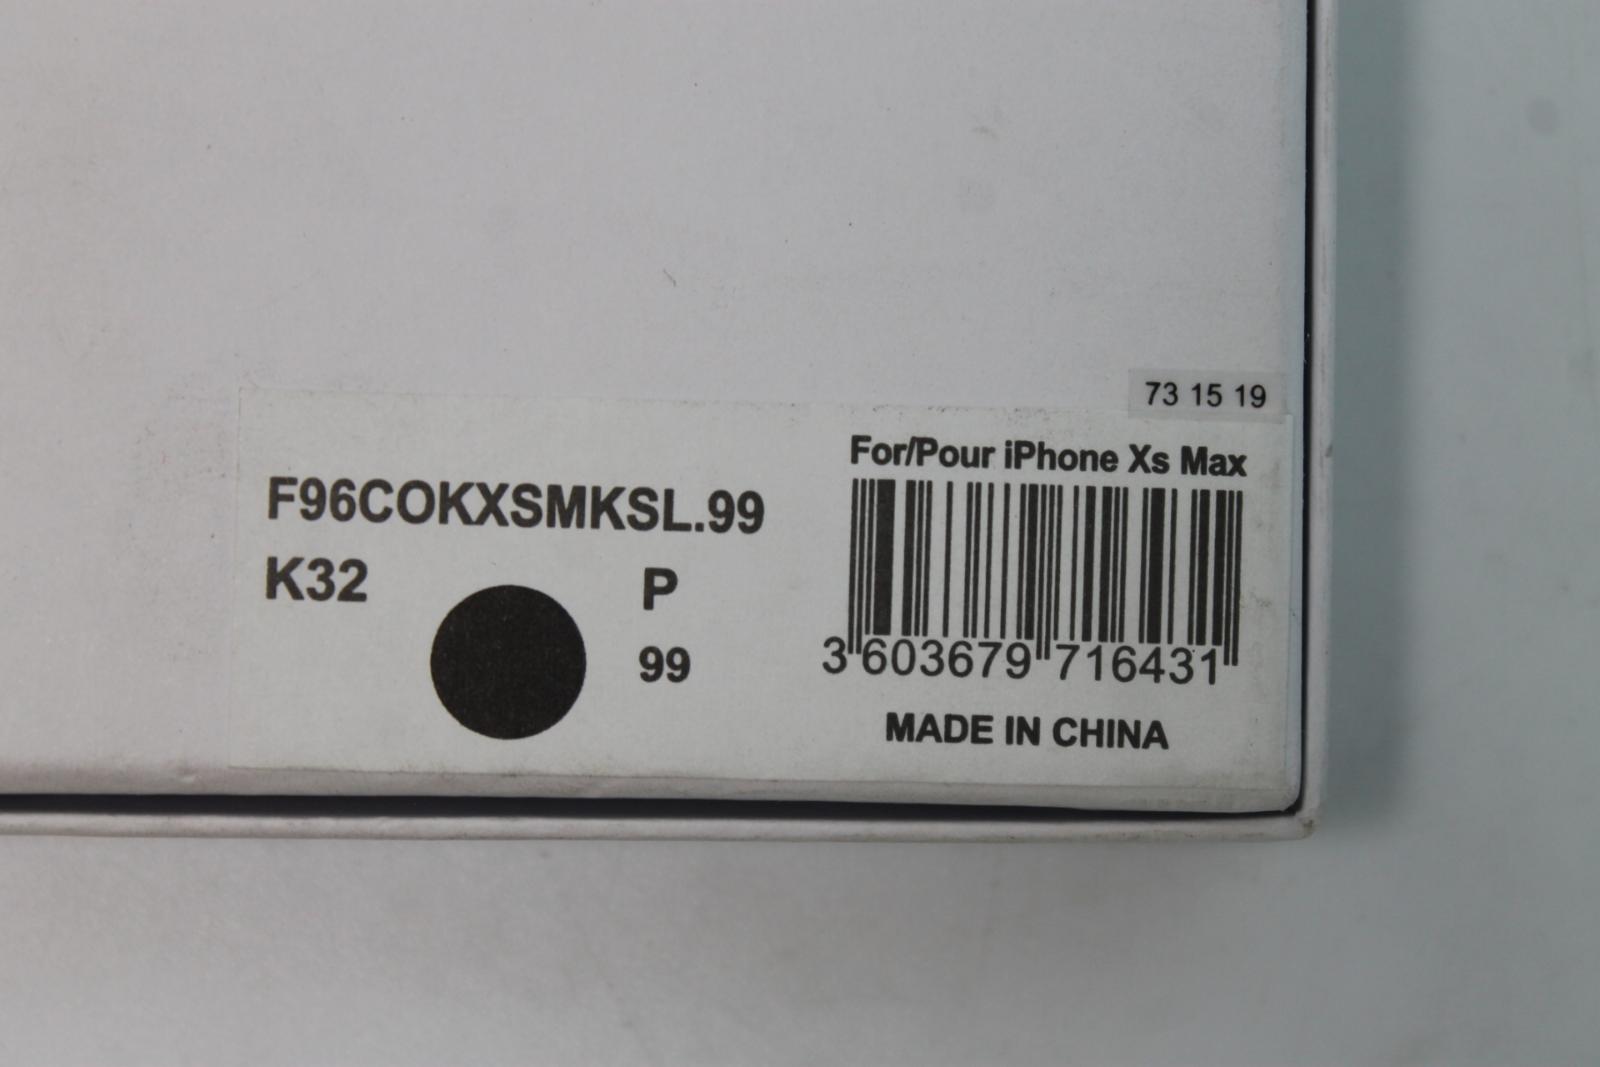 73 15 19
For/Pour iPhone Xs Max
F96COKXSMKSL.99
K32
P
99
3 603679 716431
MADE IN CHINA